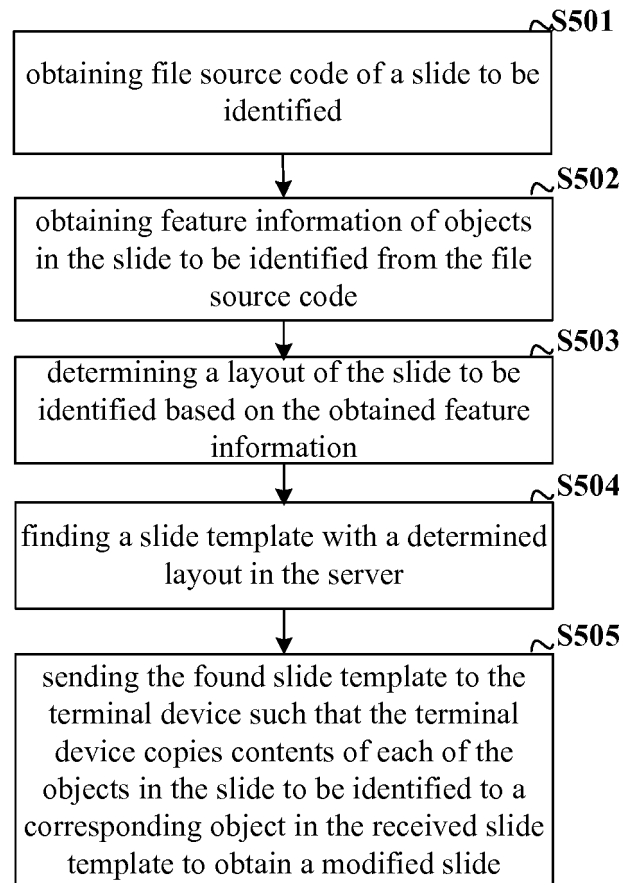 S501
obtaining file source code of a slide to be
identified
S502
obtaining feature information of objects
in the slide to be identified from the file
source code
S503
determining a layout of the slide to be
identified based on the obtained feature
information
S504
finding a slide template with a determined
layout in the server
S505
sending the found slide template to the
terminal device such that the terminal
device copies contents of each of the
objects in the slide to be identified to a
corresponding object in the received slide
template to obtain a modified slide